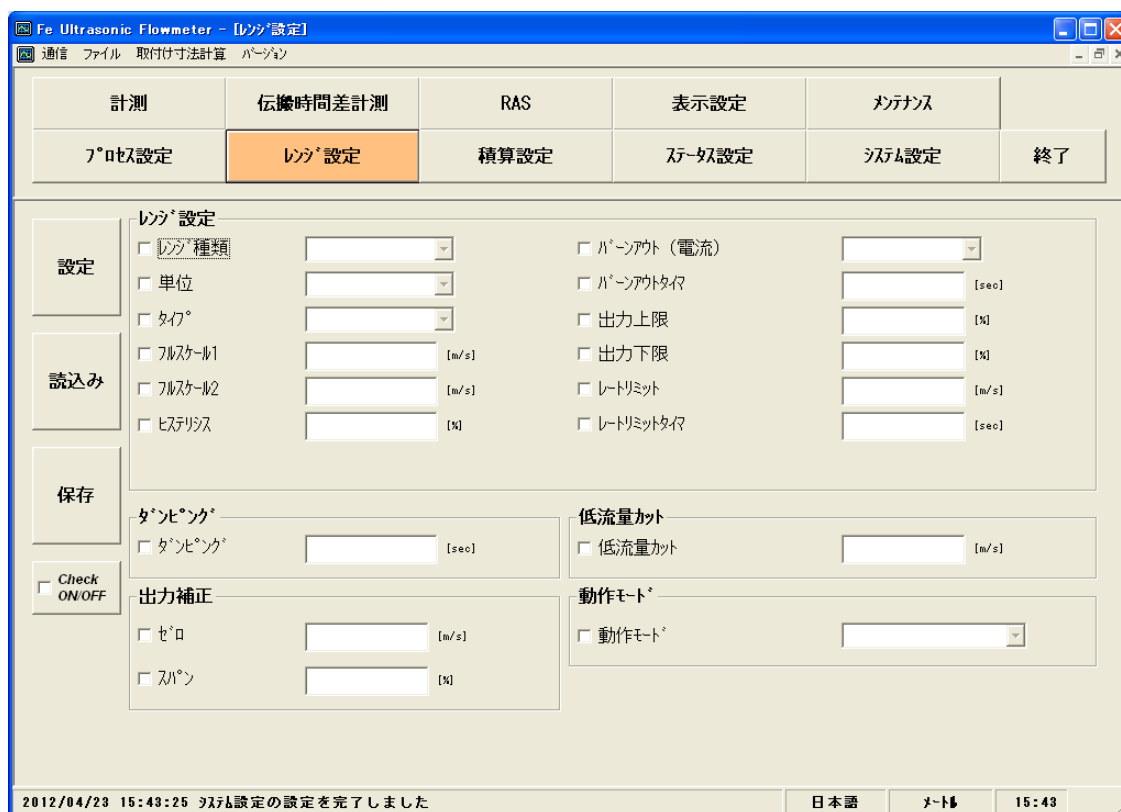 Fe Ultrasonic Flowmeter - [ﾚﾝｼﾞ設定]
通信 ﾌｧｲﾙ 取付け寸法計算 ﾊﾞｰｼﾞｮﾝ
計測 伝搬時間差計測 RAS 表示設定 ﾒﾝﾃﾅﾝｽ
ﾌﾟﾛｾｽ設定 ﾚﾝｼﾞ設定 積算設定 ｽﾃｰﾀｽ設定 ｼｽﾃﾑ設定 終了
設定
読込み
保存
Check
ON/OFF
ﾚﾝｼﾞ設定
ﾚﾝｼﾞ種類
単位
ﾀｲﾌﾟ
ﾌﾙｽｹｰﾙ1 [m/s]
ﾌﾙｽｹｰﾙ2 [m/s]
ﾋｽﾃﾘｼｽ [%]
ﾊﾞｰﾝｱｳﾄ（電流）
ﾊﾞｰﾝｱｳﾄﾀｲﾏ [sec]
出力上限 [%]
出力下限 [%]
ﾚｰﾄﾘﾐｯﾄ [m/s]
ﾚｰﾄﾘﾐｯﾄﾀｲﾏ [sec]
ﾀﾞﾝﾋﾟﾝｸﾞ
ﾀﾞﾝﾋﾟﾝｸﾞ [sec]
低流量ｶｯﾄ
低流量ｶｯﾄ [m/s]
出力補正
ｾﾞﾛ [m/s]
ｽﾊﾟﾝ [%]
動作ﾓｰﾄﾞ
動作ﾓｰﾄﾞ
2012/04/23 15:43:25 ｼｽﾃﾑ設定の設定を完了しました 日本語 ﾒｰﾄﾙ 15:43